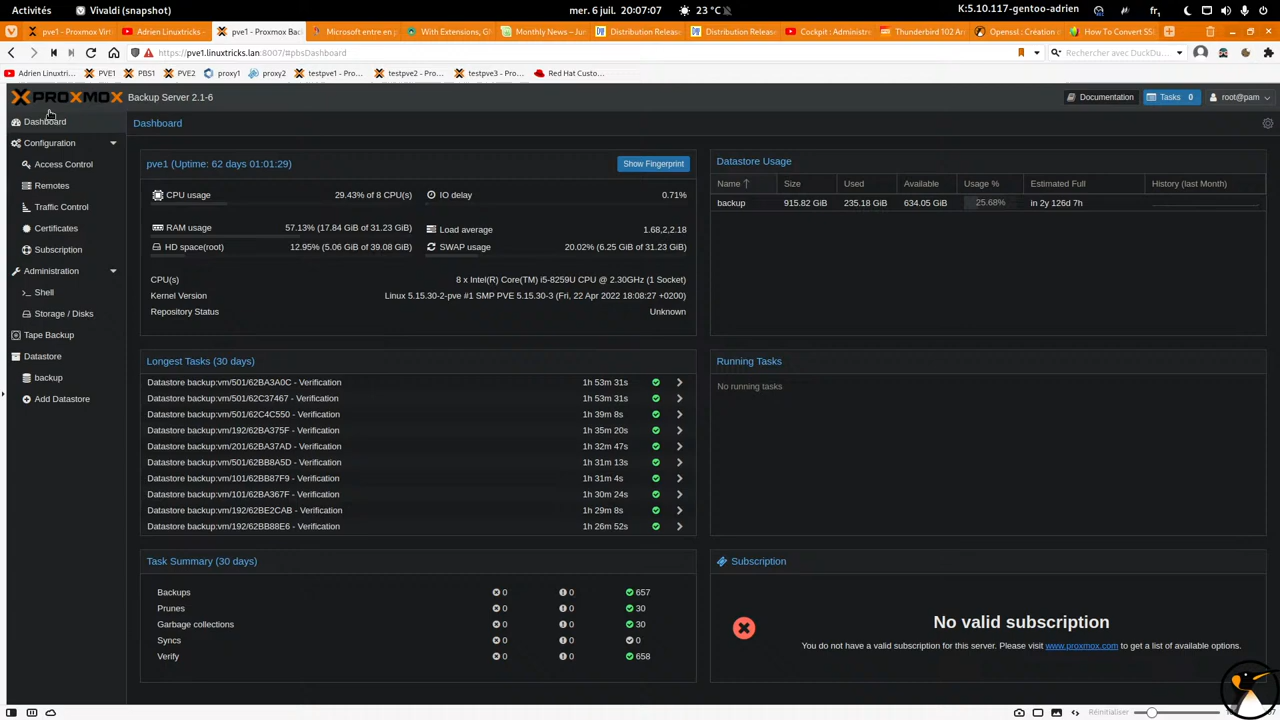 Activités Vivaldi (snapshot) mer. 6 juil. 20:07:07 23 °C K:5.10.117-gentoo-adrien fr₁
pve1 - Proxmox Virt Adrien Linuxtricks - pve1 - Proxmox Bac Microsoft entre en p With Extensions, G Monthly News – Jun Distribution Release Distribution Release Cockpit : Administra Thunderbird 102 Ar Openssl : Création d How To Convert SS
https://pve1.linuxtricks.lan:8007/#pbsDashboard Rechercher avec DuckDu
Adrien Linuxtri... PVE1 PBS1 PVE2 proxy1 proxy2 testpve1 - Pro... testpve2 - Pro... testpve3 - Pro... Red Hat Custo...
PROXMOX Backup Server 2.1-6 Documentation Tasks 0 root@pam
Dashboard
Configuration
Access Control
Remotes
Traffic Control
Certificates
Subscription
Administration
Shell
Storage / Disks
Tape Backup
Datastore
backup
Add Datastore
Dashboard
pve1 (Uptime: 62 days 01:01:29) Show Fingerprint
CPU usage 29.43% of 8 CPU(s) IO delay 0.71%
RAM usage 57.13% (17.84 GiB of 31.23 GiB) Load average 1.68,2,2.18
HD space(root) 12.95% (5.06 GiB of 39.08 GiB) SWAP usage 20.02% (6.25 GiB of 31.23 GiB)
CPU(s) 8 x Intel(R) Core(TM) i5-8259U CPU @ 2.30GHz (1 Socket)
Kernel Version Linux 5.15.30-2-pve #1 SMP PVE 5.15.30-3 (Fri, 22 Apr 2022 18:08:27 +0200)
Repository Status Unknown
Datastore Usage
Name Size Used Available Usage % Estimated Full History (last Month)
backup 915.82 GiB 235.18 GiB 634.05 GiB 25.68% in 2y 126d 7h
Longest Tasks (30 days)
Datastore backup:vm/501/62BA3A0C - Verification 1h 53m 31s
Datastore backup:vm/501/62C37467 - Verification 1h 53m 31s
Datastore backup:vm/501/62C4C550 - Verification 1h 39m 8s
Datastore backup:vm/192/62BA375F - Verification 1h 35m 20s
Datastore backup:vm/201/62BA37AD - Verification 1h 32m 47s
Datastore backup:vm/501/62BB8A5D - Verification 1h 31m 13s
Datastore backup:vm/101/62BB87F9 - Verification 1h 31m 4s
Datastore backup:vm/101/62BA367F - Verification 1h 30m 24s
Datastore backup:vm/192/62BE2CAB - Verification 1h 29m 8s
Datastore backup:vm/192/62BB88E6 - Verification 1h 26m 52s
Running Tasks
No running tasks
Task Summary (30 days)
Backups 0 0 657
Prunes 0 0 30
Garbage collections 0 0 30
Syncs 0 0 0
Verify 0 0 658
Subscription
No valid subscription
You do not have a valid subscription for this server. Please visit www.proxmox.com to get a list of available options.
Réinitialiser